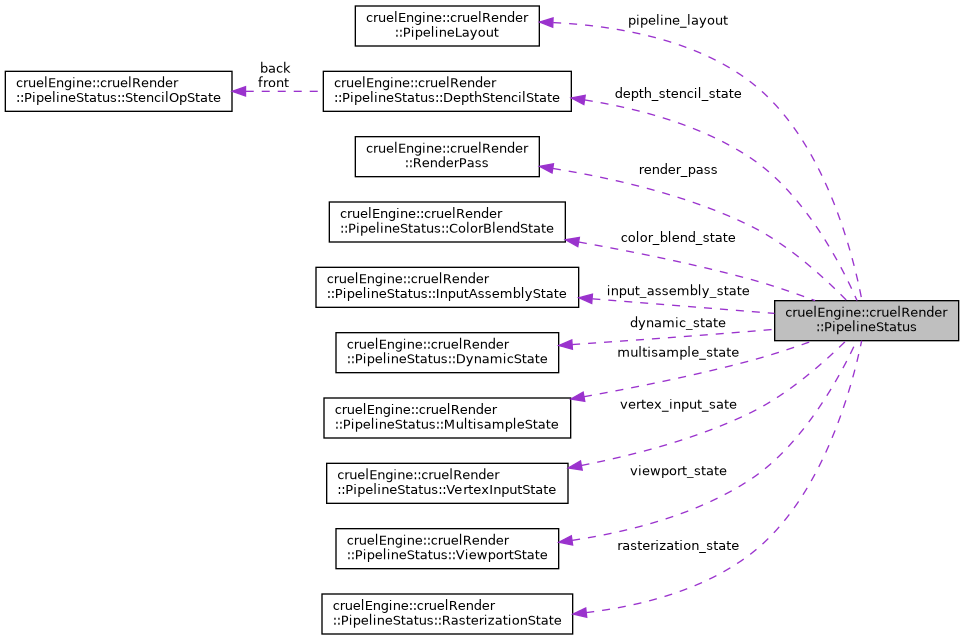 cruelEngine::cruelRender
::PipelineLayout
pipeline_layout
cruelEngine::cruelRender
::PipelineStatus::StencilOpState
back
front
cruelEngine::cruelRender
::PipelineStatus::DepthStencilState
depth_stencil_state
cruelEngine::cruelRender
::RenderPass
render_pass
cruelEngine::cruelRender
::PipelineStatus::ColorBlendState
color_blend_state
cruelEngine::cruelRender
::PipelineStatus::InputAssemblyState
input_assembly_state
cruelEngine::cruelRender
::PipelineStatus
cruelEngine::cruelRender
::PipelineStatus::DynamicState
dynamic_state
cruelEngine::cruelRender
::PipelineStatus::MultisampleState
multisample_state
cruelEngine::cruelRender
::PipelineStatus::VertexInputState
vertex_input_sate
cruelEngine::cruelRender
::PipelineStatus::ViewportState
viewport_state
cruelEngine::cruelRender
::PipelineStatus::RasterizationState
rasterization_state